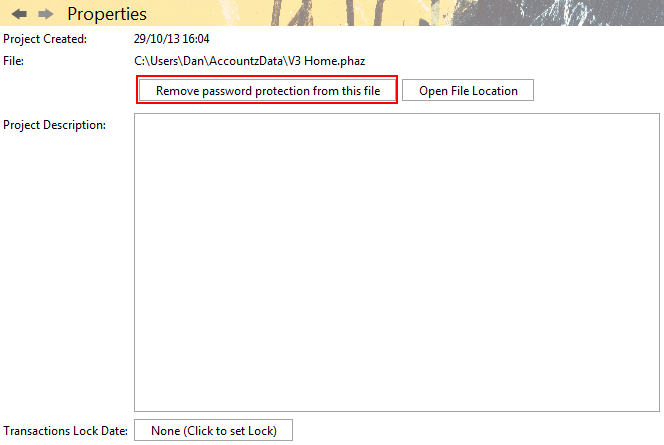 Properties
Project Created: 29/10/13 16:04
File: C:\Users\Dan\AccountzData\V3 Home.phaz
Remove password protection from this file Open File Location
Project Description:
Transactions Lock Date: None (Click to set Lock)